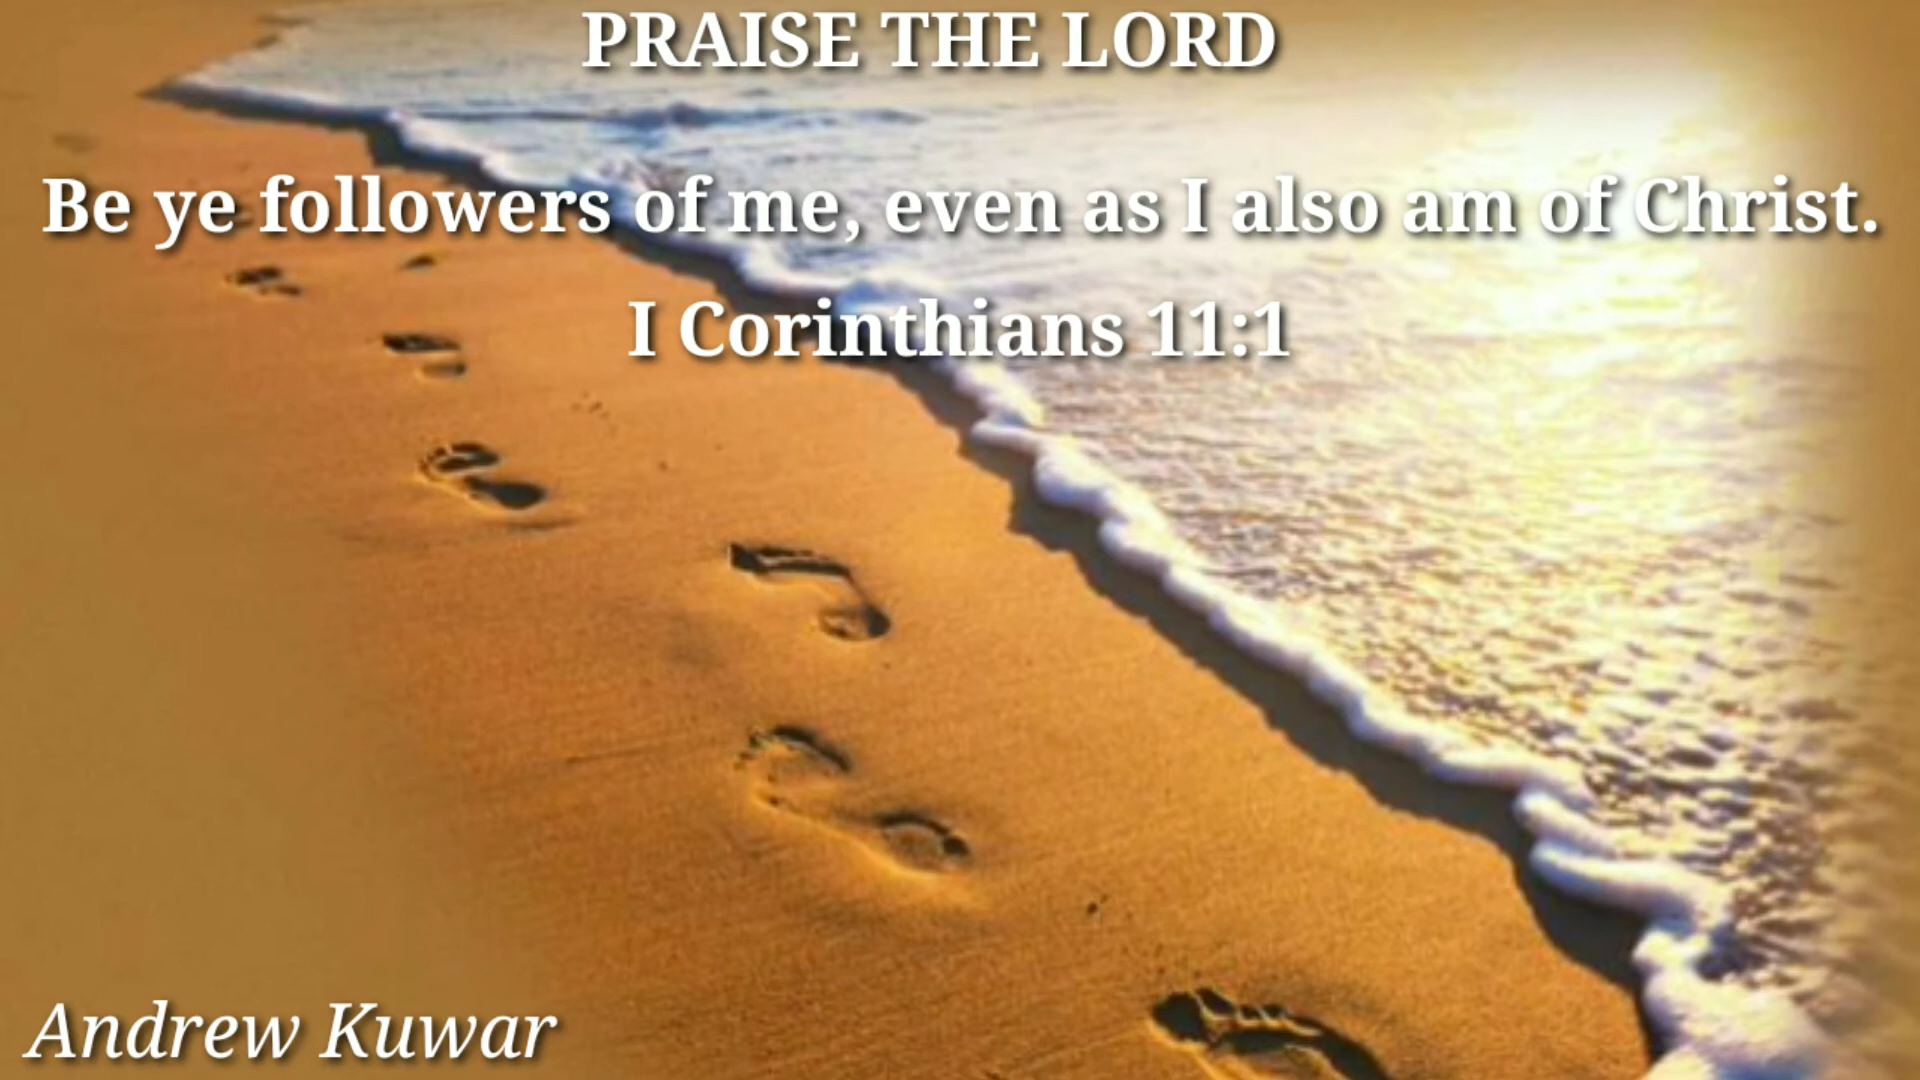 PRAISE THE LORD
Be ye followers of me, even as I also am of Christ.
I Corinthians 11:1
Andrew Kuwar